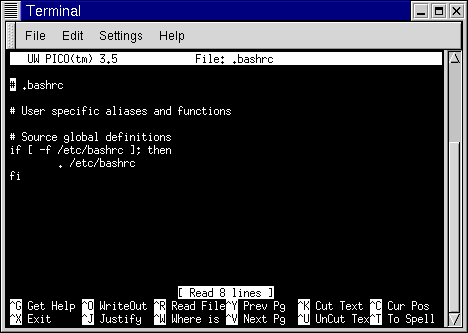 Terminal
File Edit Settings Help
UW PICO(tm) 3.5 File: .bashrc
# .bashrc
# User specific aliases and functions
# Source global definitions
if [ -f /etc/bashrc ]; then
. /etc/bashrc
fi
[ Read 8 lines ]
^G Get Help ^O WriteOut ^R Read File ^Y Prev Pg ^K Cut Text ^C Cur Pos
^X Exit ^J Justify ^W Where is ^V Next Pg ^U UnCut Tex ^T To Spell